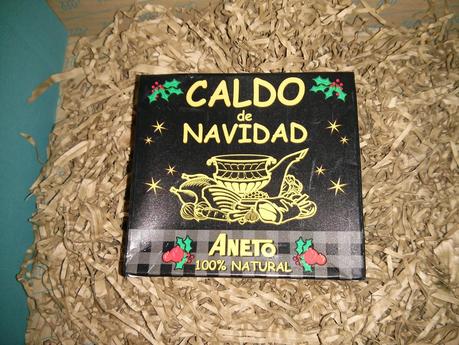 CALDO
de
NAVIDAD
ANETO
100% NATURAL